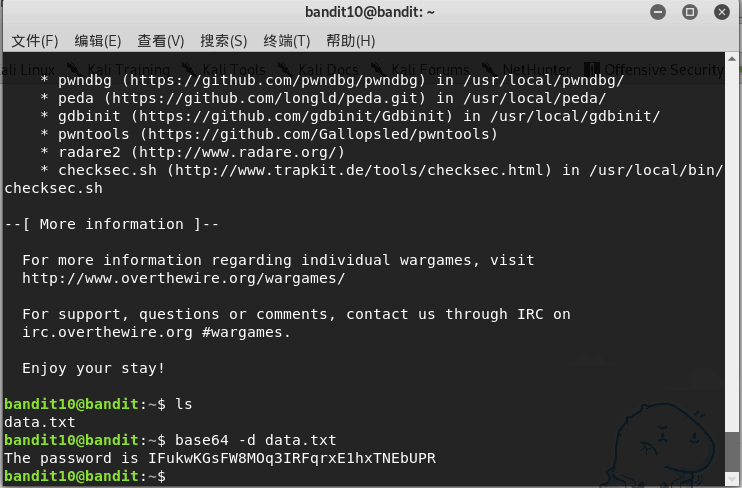 bandit10@bandit: ~
文件(F) 编辑(E) 查看(V) 搜索(S) 终端(T) 帮助(H)
Kali Linux Kali Training Kali Tools Kali Docs Kali Forums NetHunter Offensive Security
* pwndbg (https://github.com/pwndbg/pwndbg) in /usr/local/pwndbg/
* peda (https://github.com/longld/peda.git) in /usr/local/peda/
* gdbinit (https://github.com/gdbinit/Gdbinit) in /usr/local/gdbinit/
* pwntools (https://github.com/Gallopsled/pwntools)
* radare2 (http://www.radare.org/)
* checksec.sh (http://www.trapkit.de/tools/checksec.html) in /usr/local/bin/
checksec.sh
--[ More information ]--
For more information regarding individual wargames, visit
http://www.overthewire.org/wargames/
For support, questions or comments, contact us through IRC on
irc.overthewire.org #wargames.
Enjoy your stay!
bandit10@bandit:~$ ls
data.txt
bandit10@bandit:~$ base64 -d data.txt
The password is IFukwKGsFW8MOq3IRFqrxE1hxTNEbUPR
bandit10@bandit:~$